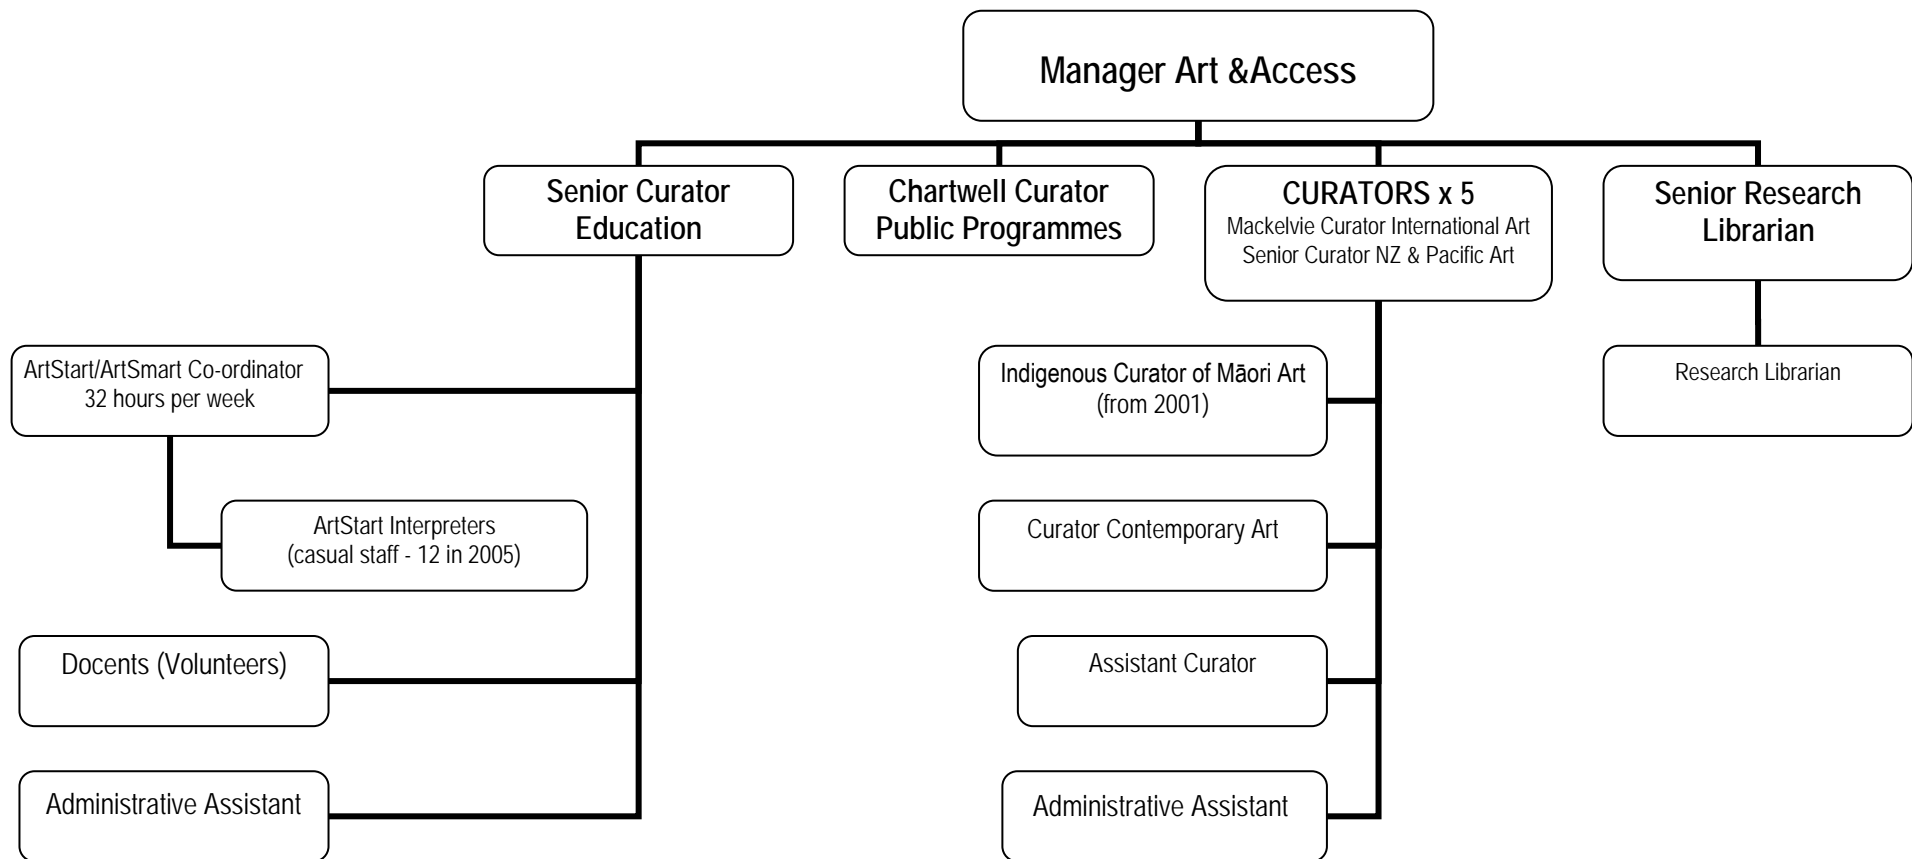 Manager Art &Access
Senior Curator
Education
Chartwell Curator
Public Programmes
CURATORS x 5
Mackelvie Curator International Art
Senior Curator NZ & Pacific Art
Senior Research
Librarian
ArtStart/ArtSmart Co-ordinator
32 hours per week
ArtStart Interpreters
(casual staff - 12 in 2005)
Docents (Volunteers)
Administrative Assistant
Indigenous Curator of Māori Art
(from 2001)
Curator Contemporary Art
Assistant Curator
Administrative Assistant
Research Librarian